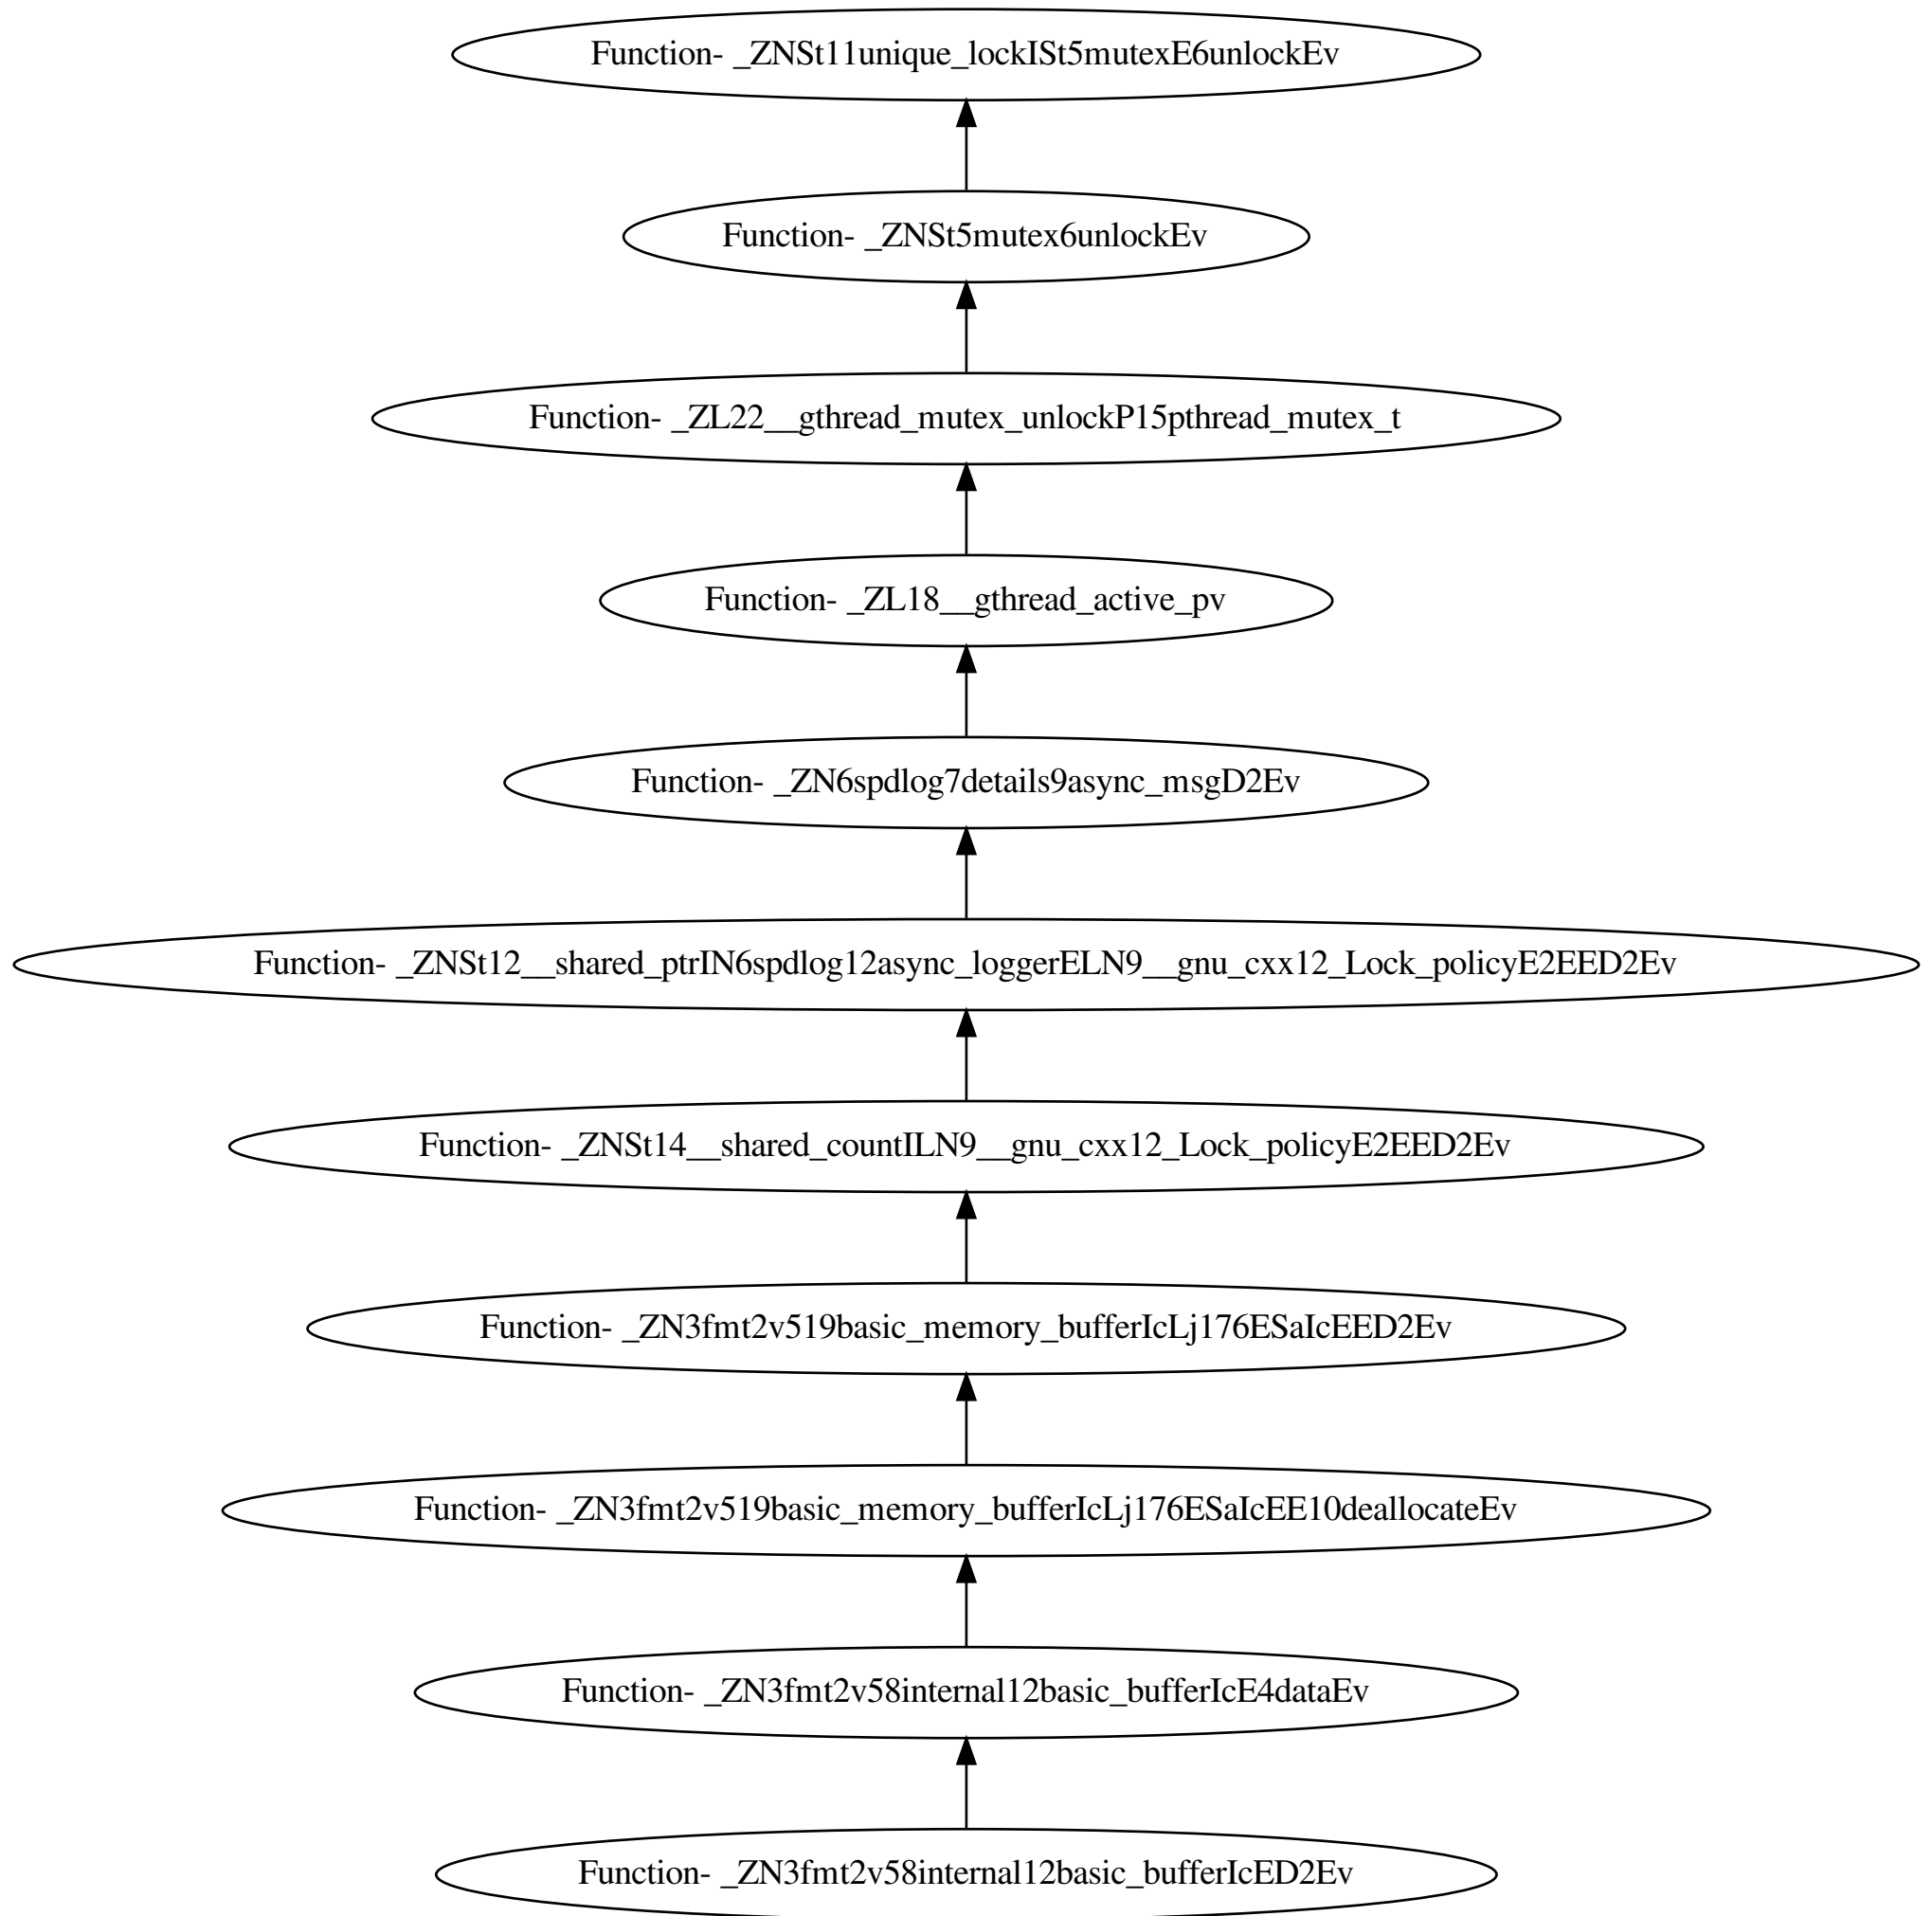 Function- _ZNSt11unique_lockISt5mutexE6unlockEv
Function- _ZNSt5mutex6unlockEv
Function- _ZL22__gthread_mutex_unlockP15pthread_mutex_t
Function- _ZL18__gthread_active_pv
Function- _ZN6spdlog7details9async_msgD2Ev
Function- _ZNSt12__shared_ptrIN6spdlog12async_loggerELN9__gnu_cxx12_Lock_policyE2EED2Ev
Function- _ZNSt14__shared_countILN9__gnu_cxx12_Lock_policyE2EED2Ev
Function- _ZN3fmt2v519basic_memory_bufferIcLj176ESaIcEED2Ev
Function- _ZN3fmt2v519basic_memory_bufferIcLj176ESaIcEE10deallocateEv
Function- _ZN3fmt2v58internal12basic_bufferIcE4dataEv
Function- _ZN3fmt2v58internal12basic_bufferIcED2Ev